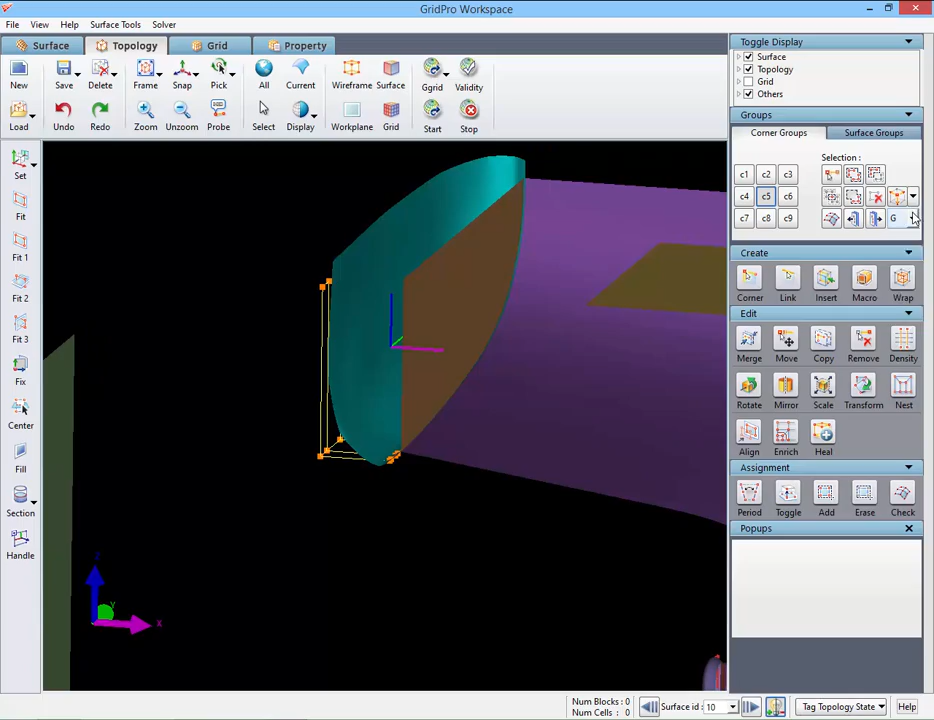 GridPro Workspace
File View Help Surface Tools Solver
Surface Topology Grid Property
New Save Delete Frame Snap Pick All Current Wireframe Surface Ggrid Validity
Load Undo Redo Zoom Unzoom Probe Select Display Workplane Grid Start Stop
Set
Fit
Fit 1
Fit 2
Fit 3
Fix
Center
Fill
Section
Handle
Z
y
x
Toggle Display
Surface
Topology
Grid
Others
Groups
Corner Groups Surface Groups
Selection :
c1 c2 c3
c4 c5 c6
c7 c8 c9 G
Create
Corner Link Insert Macro Wrap
Edit
Merge Move Copy Remove Density
Rotate Mirror Scale Transform Nest
Align Enrich Heal
Assignment
Period Toggle Add Erase Check
Popups
Num Blocks: 0
Num Cells: 0
Surface id: 10
Tag Topology State
Help